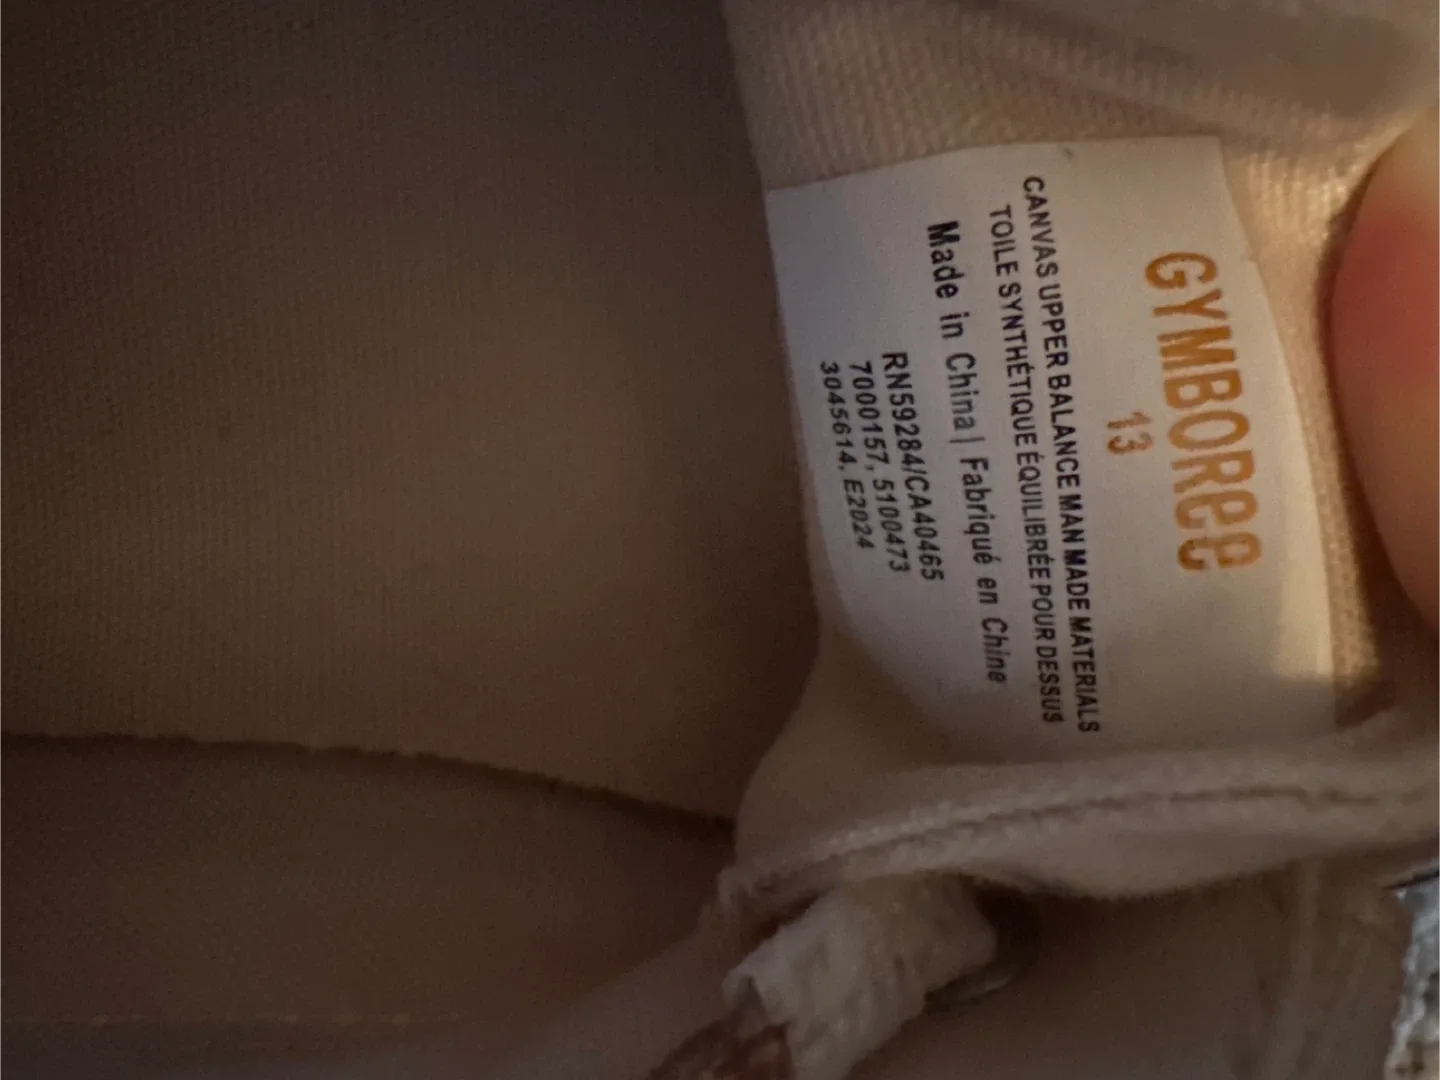 GYMBOREE
13
CANVAS UPPER BALANCE MAN MADE MATERIALS
TOILE SYNTHÉTIQUE ÉQUILIBRÉE POUR DESSUS
Made in China | Fabriqué en Chine
RN59284/CA40465
7000157, 5100473
3045614, E2024